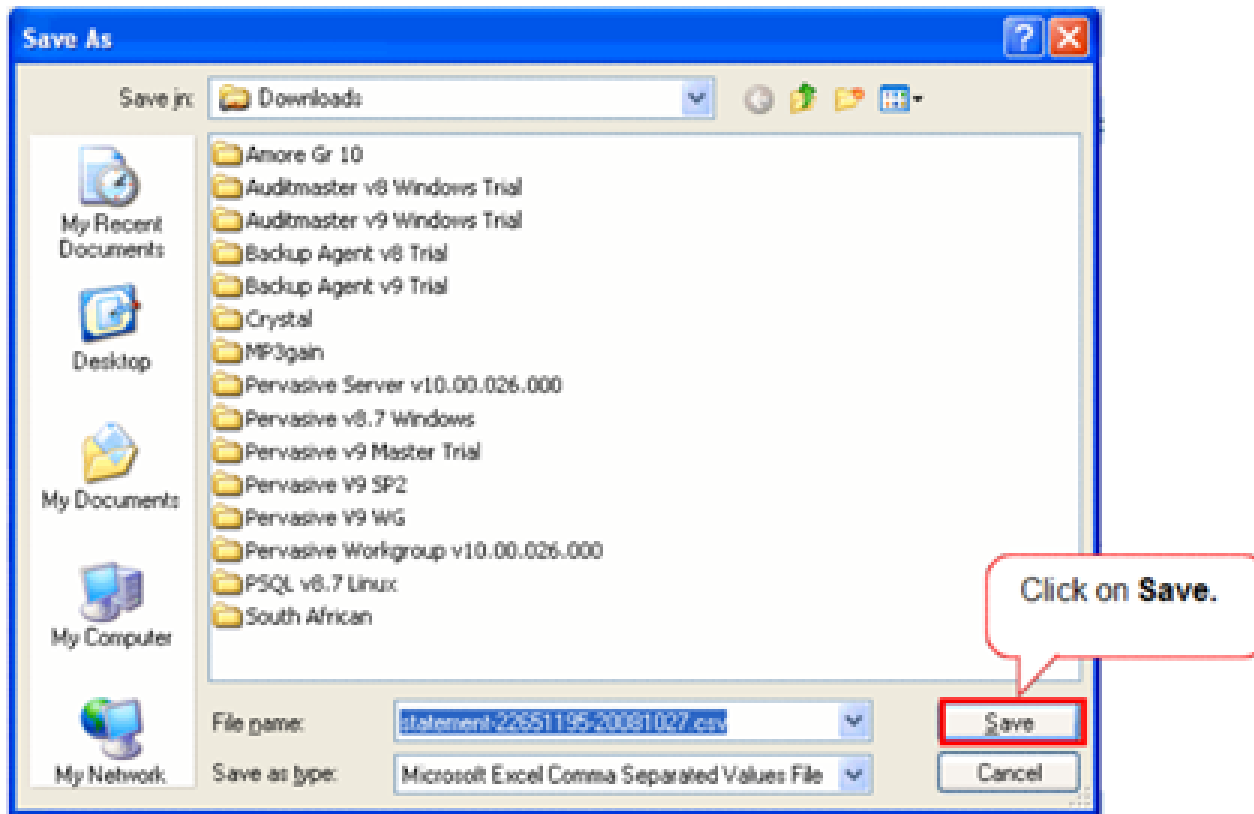 Save As
Save in:
Downloads
My Recent Documents
Desktop
My Documents
My Computer
My Network
Amore Gr 10
Auditmaster v8 Windows Trial
Auditmaster v9 Windows Trial
Backup Agent v8 Trial
Backup Agent v9 Trial
Crystal
MP3gain
Pervasive Server v10.00.026.000
Pervasive v8.7 Windows
Pervasive v9 Master Trial
Pervasive V9 SP2
Pervasive V9 WG
Pervasive Workgroup v10.00.026.000
PSQL v8.7 Linux
South African
Click on Save.
File name:
statement-22651195-20081027.csv
Save
Save as type:
Microsoft Excel Comma Separated Values File
Cancel